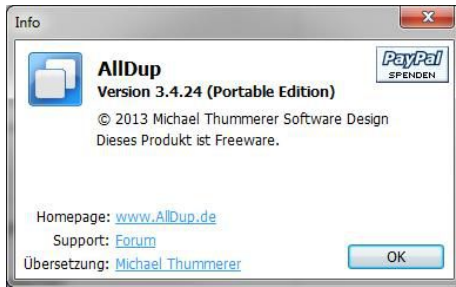 Info
AllDup
PayPal
SPENDEN
Version 3.4.24 (Portable Edition)
© 2013 Michael Thummerer Software Design
Dieses Produkt ist Freeware.
Homepage: www.AllDup.de
Support: Forum
Übersetzung: Michael Thummerer
OK